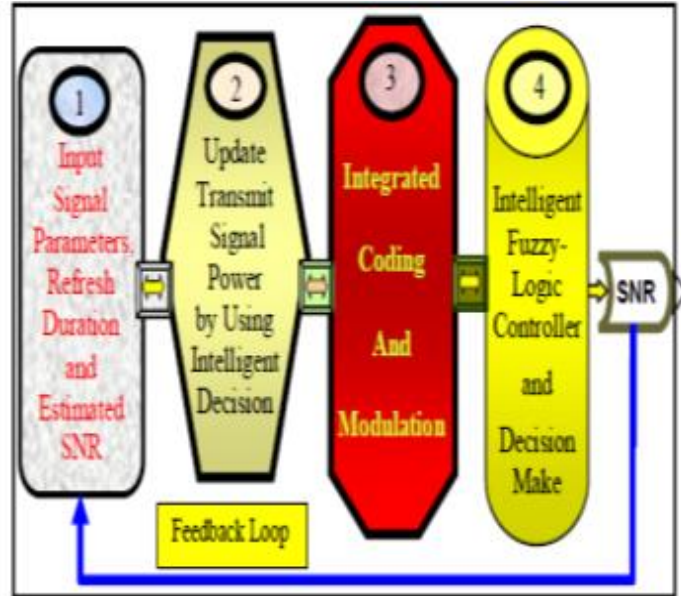 1
Input
Signal
Parameters,
Refresh
Duration
and
Estimated
SNR
2
Update
Transmit
Signal
Power
by Using
Intelligent
Decision
3
Integrated
Coding
And
Modulation
4
Intelligent
Fuzzy-
Logic
Controller
and
Decision
Make
SNR
Feedback Loop